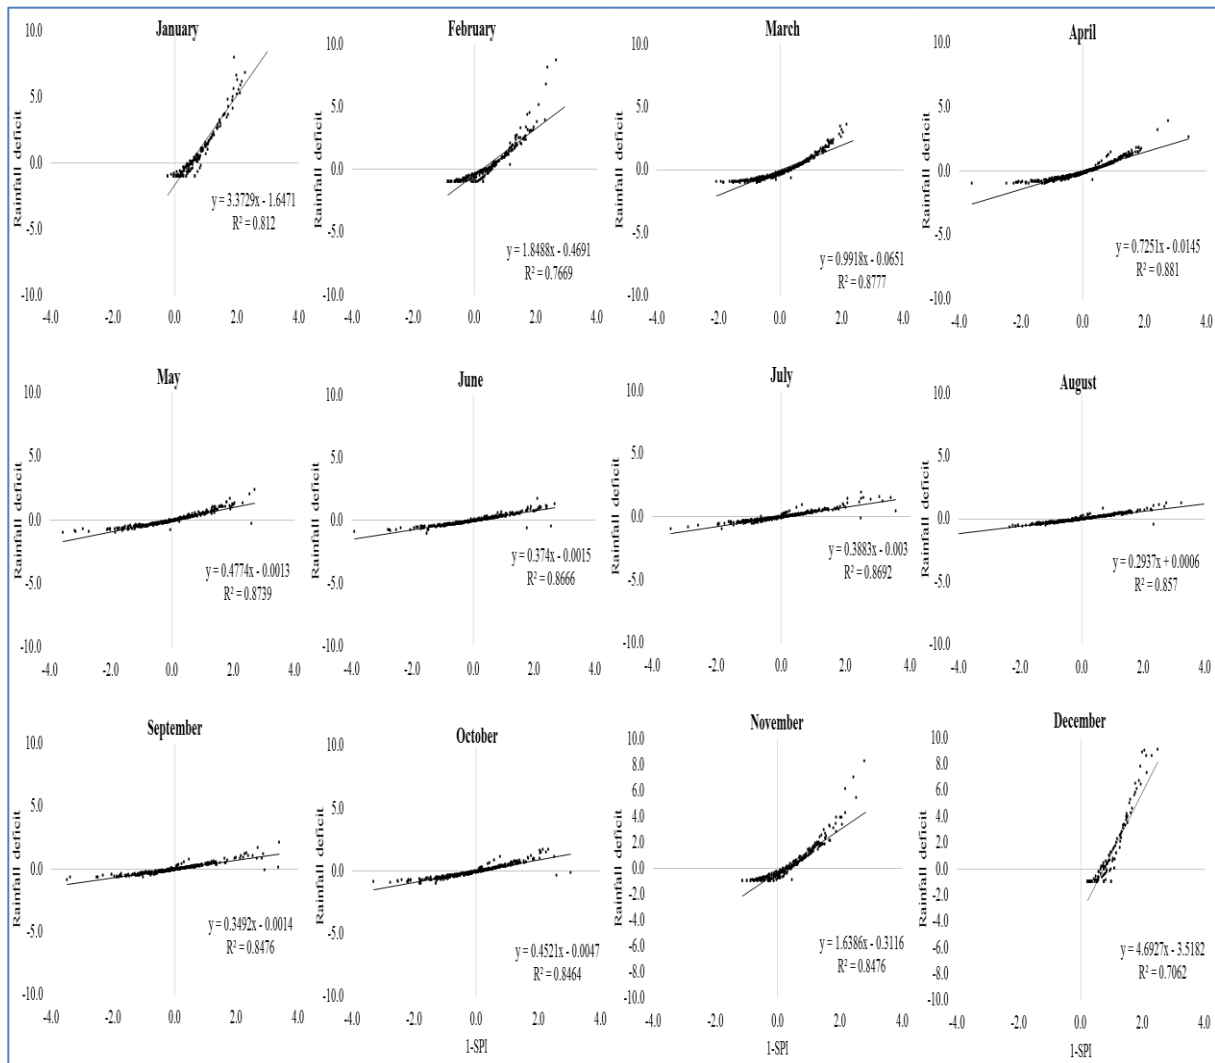 January
10.0
5.0
0.0
-5.0
-10.0
Rainfall deficit
y = 3.3729x - 1.6471
R² = 0.812
-4.0 -2.0 0.0 2.0 4.0
February
10.0
5.0
0.0
-5.0
-10.0
Rainfall deficit
y = 1.8488x - 0.4691
R² = 0.7669
-4.0 -2.0 0.0 2.0 4.0
March
10.0
5.0
0.0
-5.0
-10.0
Rainfall deficit
y = 0.9918x - 0.0651
R² = 0.8777
-4.0 -2.0 0.0 2.0 4.0
April
10.0
5.0
0.0
-5.0
-10.0
Rainfall deficit
y = 0.7251x - 0.0145
R² = 0.881
-4.0 -2.0 0.0 2.0 4.0
May
10.0
5.0
0.0
-5.0
-10.0
Rainfall deficit
y = 0.4774x - 0.0013
R² = 0.8739
-4.0 -2.0 0.0 2.0 4.0
June
10.0
5.0
0.0
-5.0
-10.0
Rainfall deficit
y = 0.374x - 0.0015
R² = 0.8666
-4.0 -2.0 0.0 2.0 4.0
July
10.0
5.0
0.0
-5.0
-10.0
Rainfall deficit
y = 0.3883x - 0.003
R² = 0.8692
-4.0 -2.0 0.0 2.0 4.0
August
10.0
5.0
0.0
-5.0
-10.0
Rainfall deficit
y = 0.2937x + 0.0006
R² = 0.857
-4.0 -2.0 0.0 2.0 4.0
September
10.0
5.0
0.0
-5.0
-10.0
Rainfall deficit
y = 0.3492x - 0.0014
R² = 0.8476
-4.0 -2.0 0.0 2.0 4.0
October
10.0
5.0
0.0
-5.0
-10.0
Rainfall deficit
y = 0.4521x - 0.0047
R² = 0.8464
-4.0 -2.0 0.0 2.0 4.0
1-SPI
November
10.0
8.0
6.0
4.0
2.0
0.0
-2.0
-4.0
-6.0
-8.0
-10.0
Rainfall deficit
y = 1.6386x - 0.3116
R² = 0.8476
-4.0 -2.0 0.0 2.0 4.0
1-SPI
December
10.0
8.0
6.0
4.0
2.0
0.0
-2.0
-4.0
-6.0
-8.0
-10.0
Rainfall deficit
y = 4.6927x - 3.5182
R² = 0.7062
-4.0 -2.0 0.0 2.0 4.0
1-SPI